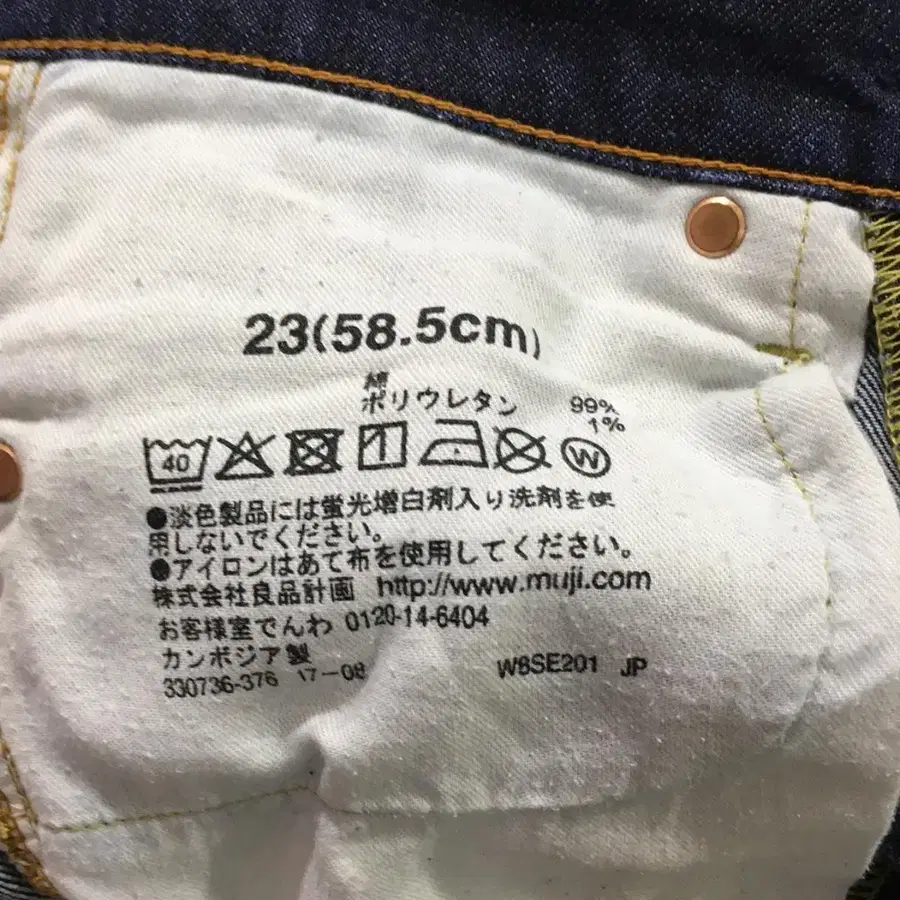 23(58.5cm)
綿 99%
ポリウレタン 1%
40
W
●淡色製品には蛍光増白剤入り洗剤を使
用しないでください。
●アイロンはあて布を使用してください。
株式会社良品計画 http://www.muji.com
お客様室でんわ 0120-14-6404
カンボジア製
330736-376 17-08 W8SE201 JP